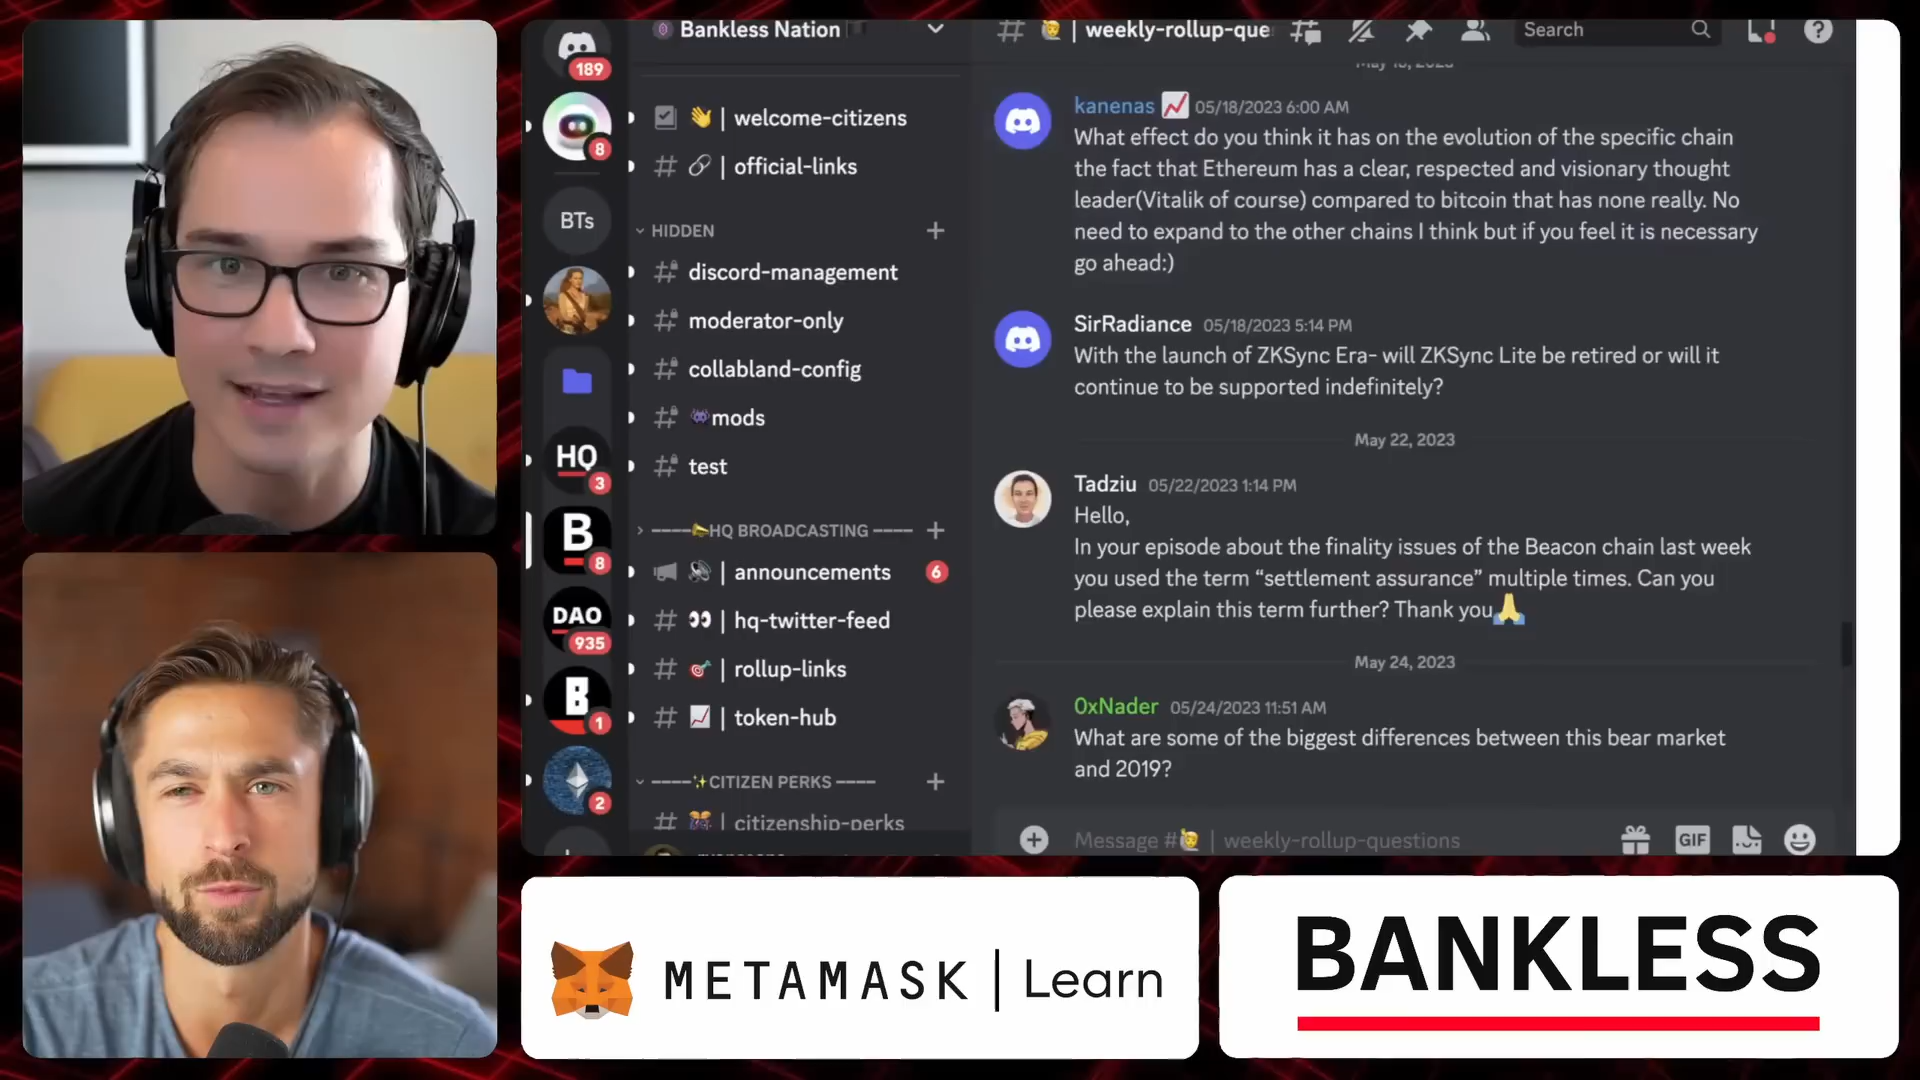 189
8
BTs
HQ
3
B
8
DAO
935
B
1
2
Bankless Nation
welcome-citizens
official-links
HIDDEN
discord-management
moderator-only
collabland-config
mods
test
HQ BROADCASTING
announcements
6
hq-twitter-feed
rollup-links
token-hub
CITIZEN PERKS
citizenship-perks
# | weekly-rollup-que
Search
kanenas 05/18/2023 6:00 AM
What effect do you think it has on the evolution of the specific chain
the fact that Ethereum has a clear, respected and visionary thought
leader(Vitalik of course) compared to bitcoin that has none really. No
need to expand to the other chains I think but if you feel it is necessary
go ahead:)
SirRadiance 05/18/2023 5:14 PM
With the launch of ZKSync Era- will ZKSync Lite be retired or will it
continue to be supported indefinitely?
May 22, 2023
Tadziu 05/22/2023 1:14 PM
Hello,
In your episode about the finality issues of the Beacon chain last week
you used the term “settlement assurance” multiple times. Can you
please explain this term further? Thank you🙏
May 24, 2023
0xNader 05/24/2023 11:51 AM
What are some of the biggest differences between this bear market
and 2019?
Message # | weekly-rollup-questions
GIF
METAMASK | Learn
BANKLESS